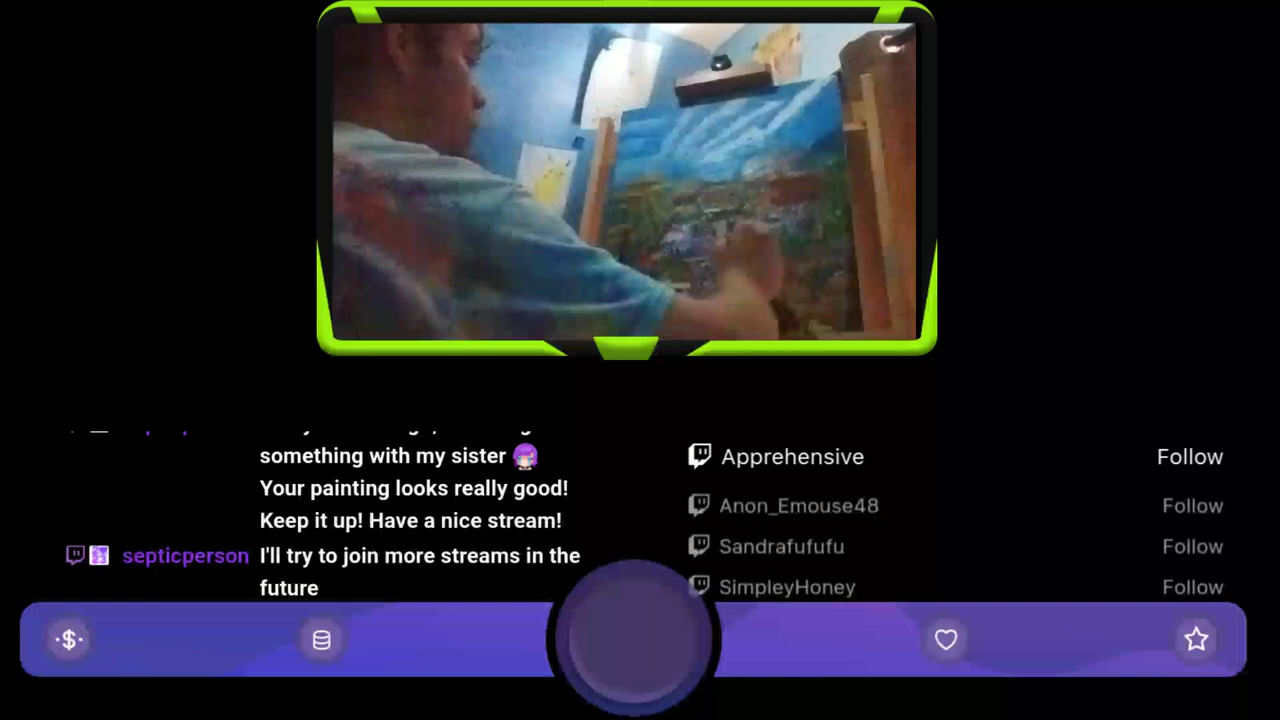 something with my sister
Your painting looks really good!
Keep it up! Have a nice stream!
septicperson I'll try to join more streams in the
future
Apprehensive Follow
Anon_Emouse48 Follow
Sandrafufufu Follow
SimpleyHoney Follow